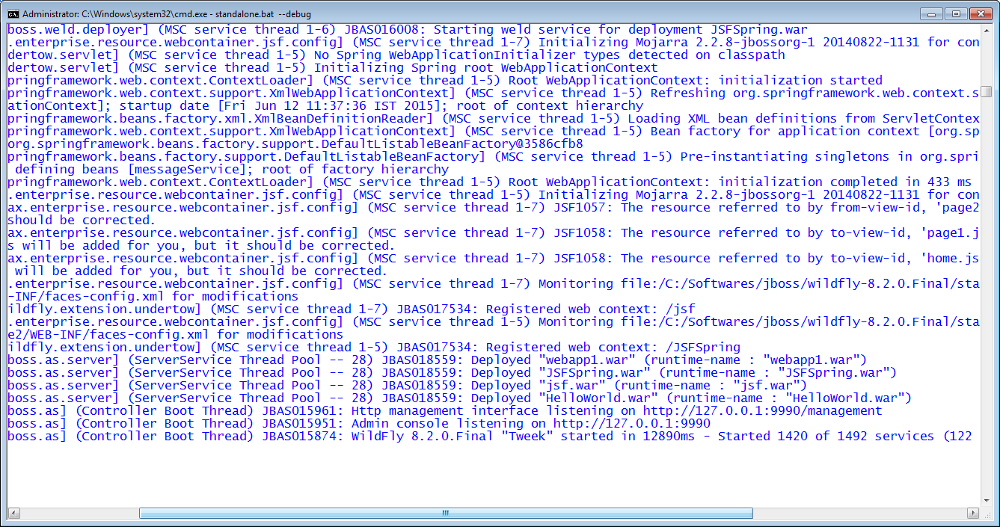 Administrator: C:\Windows\system32\cmd.exe - standalone.bat --debug
boss.weld.deployer] (MSC service thread 1-6) JBAS016008: Starting weld service for deployment JSFSpring.war
.enterprise.resource.webcontainer.jsf.config] (MSC service thread 1-7) Initializing Mojarra 2.2.8-jbossorg-1 20140822-1131 for con
dertow.servlet] (MSC service thread 1-5) No Spring WebApplicationInitializer types detected on classpath
dertow.servlet] (MSC service thread 1-5) Initializing Spring root WebApplicationContext
pringframework.web.context.ContextLoader] (MSC service thread 1-5) Root WebApplicationContext: initialization started
pringframework.web.context.support.XmlWebApplicationContext] (MSC service thread 1-5) Refreshing org.springframework.web.context.s
ationContext]; startup date [Fri Jun 12 11:37:36 IST 2015]; root of context hierarchy
pringframework.beans.factory.xml.XmlBeanDefinitionReader] (MSC service thread 1-5) Loading XML bean definitions from ServletContex
pringframework.web.context.support.XmlWebApplicationContext] (MSC service thread 1-5) Bean factory for application context [org.sp
org.springframework.beans.factory.support.DefaultListableBeanFactory@3586cfb8
pringframework.beans.factory.support.DefaultListableBeanFactory] (MSC service thread 1-5) Pre-instantiating singletons in org.spri
defining beans [messageService]; root of factory hierarchy
pringframework.web.context.ContextLoader] (MSC service thread 1-5) Root WebApplicationContext: initialization completed in 433 ms
.enterprise.resource.webcontainer.jsf.config] (MSC service thread 1-5) Initializing Mojarra 2.2.8-jbossorg-1 20140822-1131 for con
ax.enterprise.resource.webcontainer.jsf.config] (MSC service thread 1-7) JSF1057: The resource referred to by from-view-id, 'page2
should be corrected.
ax.enterprise.resource.webcontainer.jsf.config] (MSC service thread 1-7) JSF1058: The resource referred to by to-view-id, 'page1.j
s will be added for you, but it should be corrected.
ax.enterprise.resource.webcontainer.jsf.config] (MSC service thread 1-7) JSF1058: The resource referred to by to-view-id, 'home.js
will be added for you, but it should be corrected.
.enterprise.resource.webcontainer.jsf.config] (MSC service thread 1-7) Monitoring file:/C:/Softwares/jboss/wildfly-8.2.0.Final/sta
-INF/faces-config.xml for modifications
ildfly.extension.undertow] (MSC service thread 1-7) JBAS017534: Registered web context: /jsf
.enterprise.resource.webcontainer.jsf.config] (MSC service thread 1-5) Monitoring file:/C:/Softwares/jboss/wildfly-8.2.0.Final/sta
e2/WEB-INF/faces-config.xml for modifications
ildfly.extension.undertow] (MSC service thread 1-5) JBAS017534: Registered web context: /JSFSpring
boss.as.server] (ServerService Thread Pool -- 28) JBAS018559: Deployed "webapp1.war" (runtime-name : "webapp1.war")
boss.as.server] (ServerService Thread Pool -- 28) JBAS018559: Deployed "JSFSpring.war" (runtime-name : "JSFSpring.war")
boss.as.server] (ServerService Thread Pool -- 28) JBAS018559: Deployed "jsf.war" (runtime-name : "jsf.war")
boss.as.server] (ServerService Thread Pool -- 28) JBAS018559: Deployed "HelloWorld.war" (runtime-name : "HelloWorld.war")
boss.as] (Controller Boot Thread) JBAS015961: Http management interface listening on http://127.0.0.1:9990/management
boss.as] (Controller Boot Thread) JBAS015951: Admin console listening on http://127.0.0.1:9990
boss.as] (Controller Boot Thread) JBAS015874: WildFly 8.2.0.Final "Tweek" started in 12890ms - Started 1420 of 1492 services (122